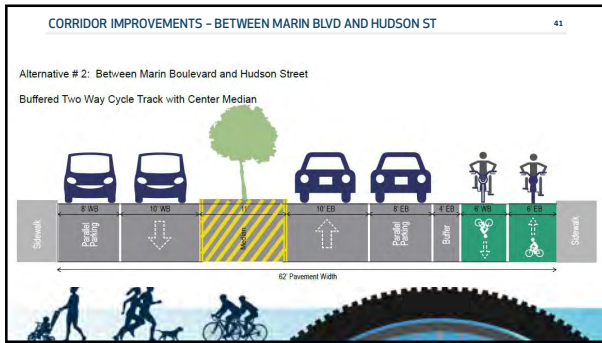 CORRIDOR IMPROVEMENTS – BETWEEN MARIN BLVD AND HUDSON ST
41
Alternative # 2: Between Marin Boulevard and Hudson Street
Buffered Two Way Cycle Track with Center Median
8' WB 10' WB 11' 10' EB 8' EB 4' EB 6' WB 6' EB
Sidewalk
Parallel
Parking
Median
Parallel
Parking
Buffer
Sidewalk
62' Pavement Width